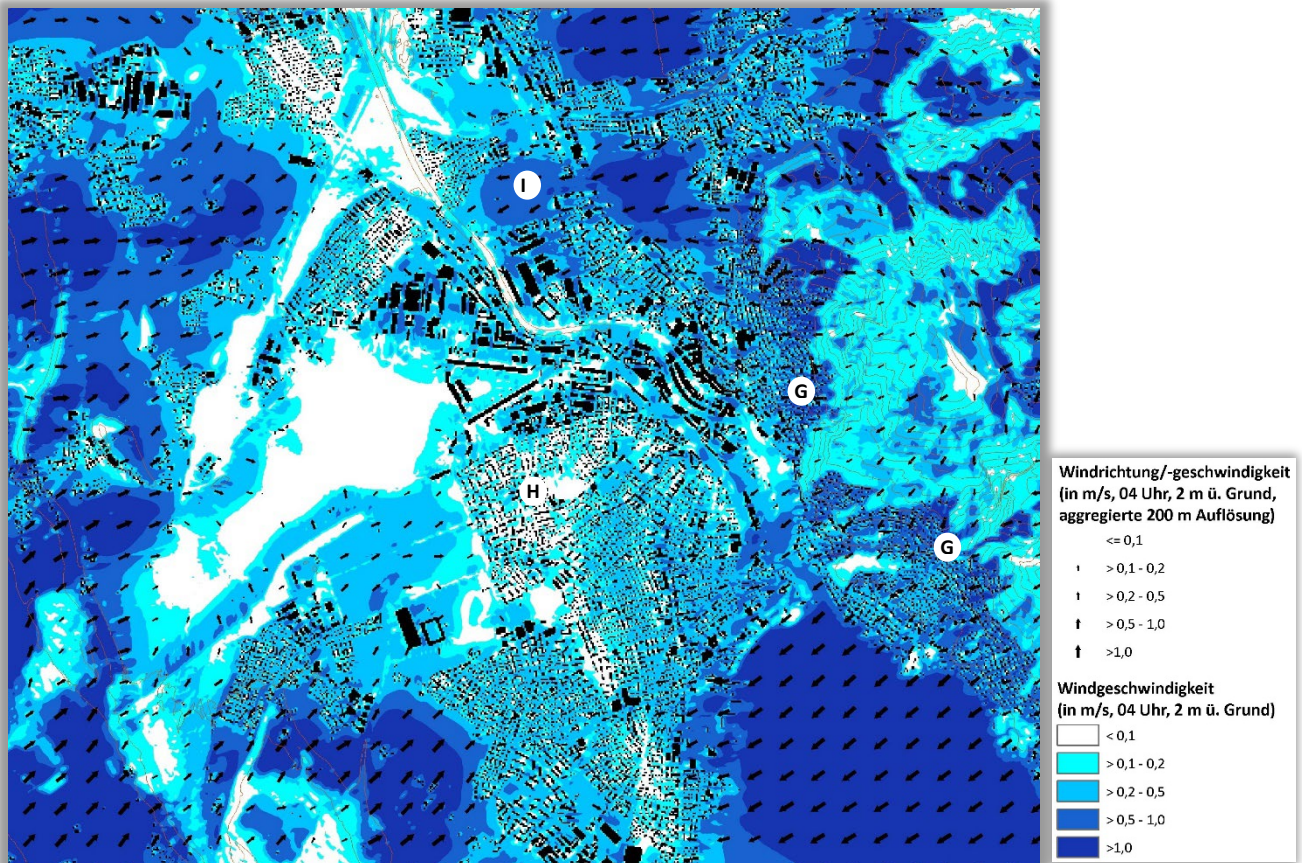 I
G
H
G
Windrichtung/-geschwindigkeit
(in m/s, 04 Uhr, 2 m ü. Grund,
aggregierte 200 m Auflösung)
<= 0,1
> 0,1 - 0,2
> 0,2 - 0,5
> 0,5 - 1,0
>1,0
Windgeschwindigkeit
(in m/s, 04 Uhr, 2 m ü. Grund)
< 0,1
> 0,1 - 0,2
> 0,2 - 0,5
> 0,5 - 1,0
>1,0